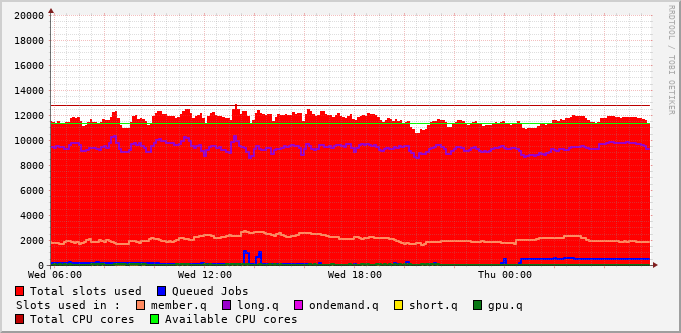 20000
18000
16000
14000
12000
10000
8000
6000
4000
2000
0
Wed 06:00 Wed 12:00 Wed 18:00 Thu 00:00
Total slots used Queued Jobs
Slots used in : member.q long.q ondemand.q short.q gpu.q
Total CPU cores Available CPU cores
RRDTOOL / TOBI OETIKER